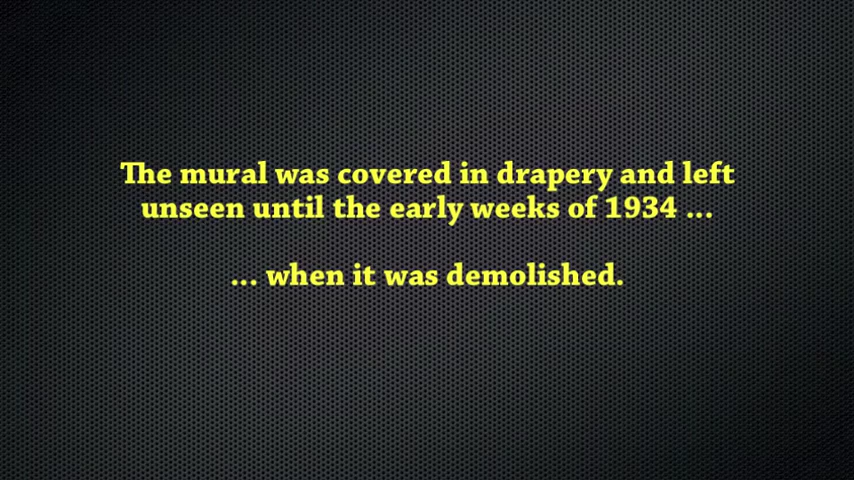 The mural was covered in drapery and left
unseen until the early weeks of 1934 ...
... when it was demolished.